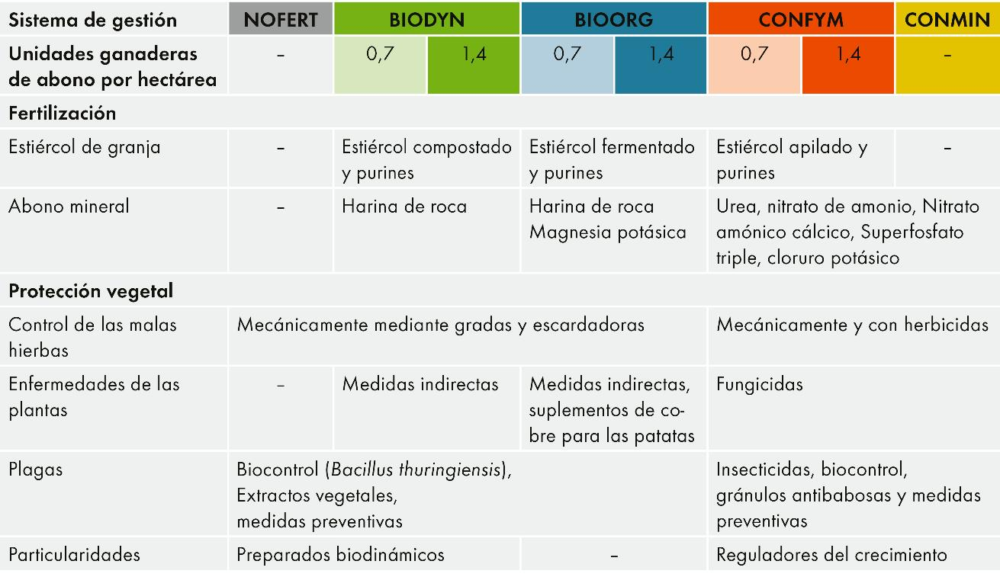 Sistema de gestión NOFERT BIODYN BIOORG CONFYM CONMIN
Unidades ganaderas
de abono por hectárea – 0,7 1,4 0,7 1,4 0,7 1,4 –
Fertilización
Estiércol de granja – Estiércol compostado
y purines
Estiércol fermentado
y purines
Estiércol apilado y
purines
–
Abono mineral – Harina de roca
Harina de roca
Magnesia potásica
Urea, nitrato de amonio, Nitrato
amónico cálcico, Superfosfato
triple, cloruro potásico
Protección vegetal
Control de las malas
hierbas
Mecánicamente mediante gradas y escardadoras
Mecánicamente y con herbicidas
Enfermedades de las
plantas
–
Medidas indirectas
Medidas indirectas,
suplementos de co-
bre para las patatas
Fungicidas
Plagas
Biocontrol (Bacillus thuringiensis),
Extractos vegetales,
medidas preventivas
Insecticidas, biocontrol,
gránulos antibabosas y medidas
preventivas
Particularidades
Preparados biodinámicos
–
Reguladores del crecimiento